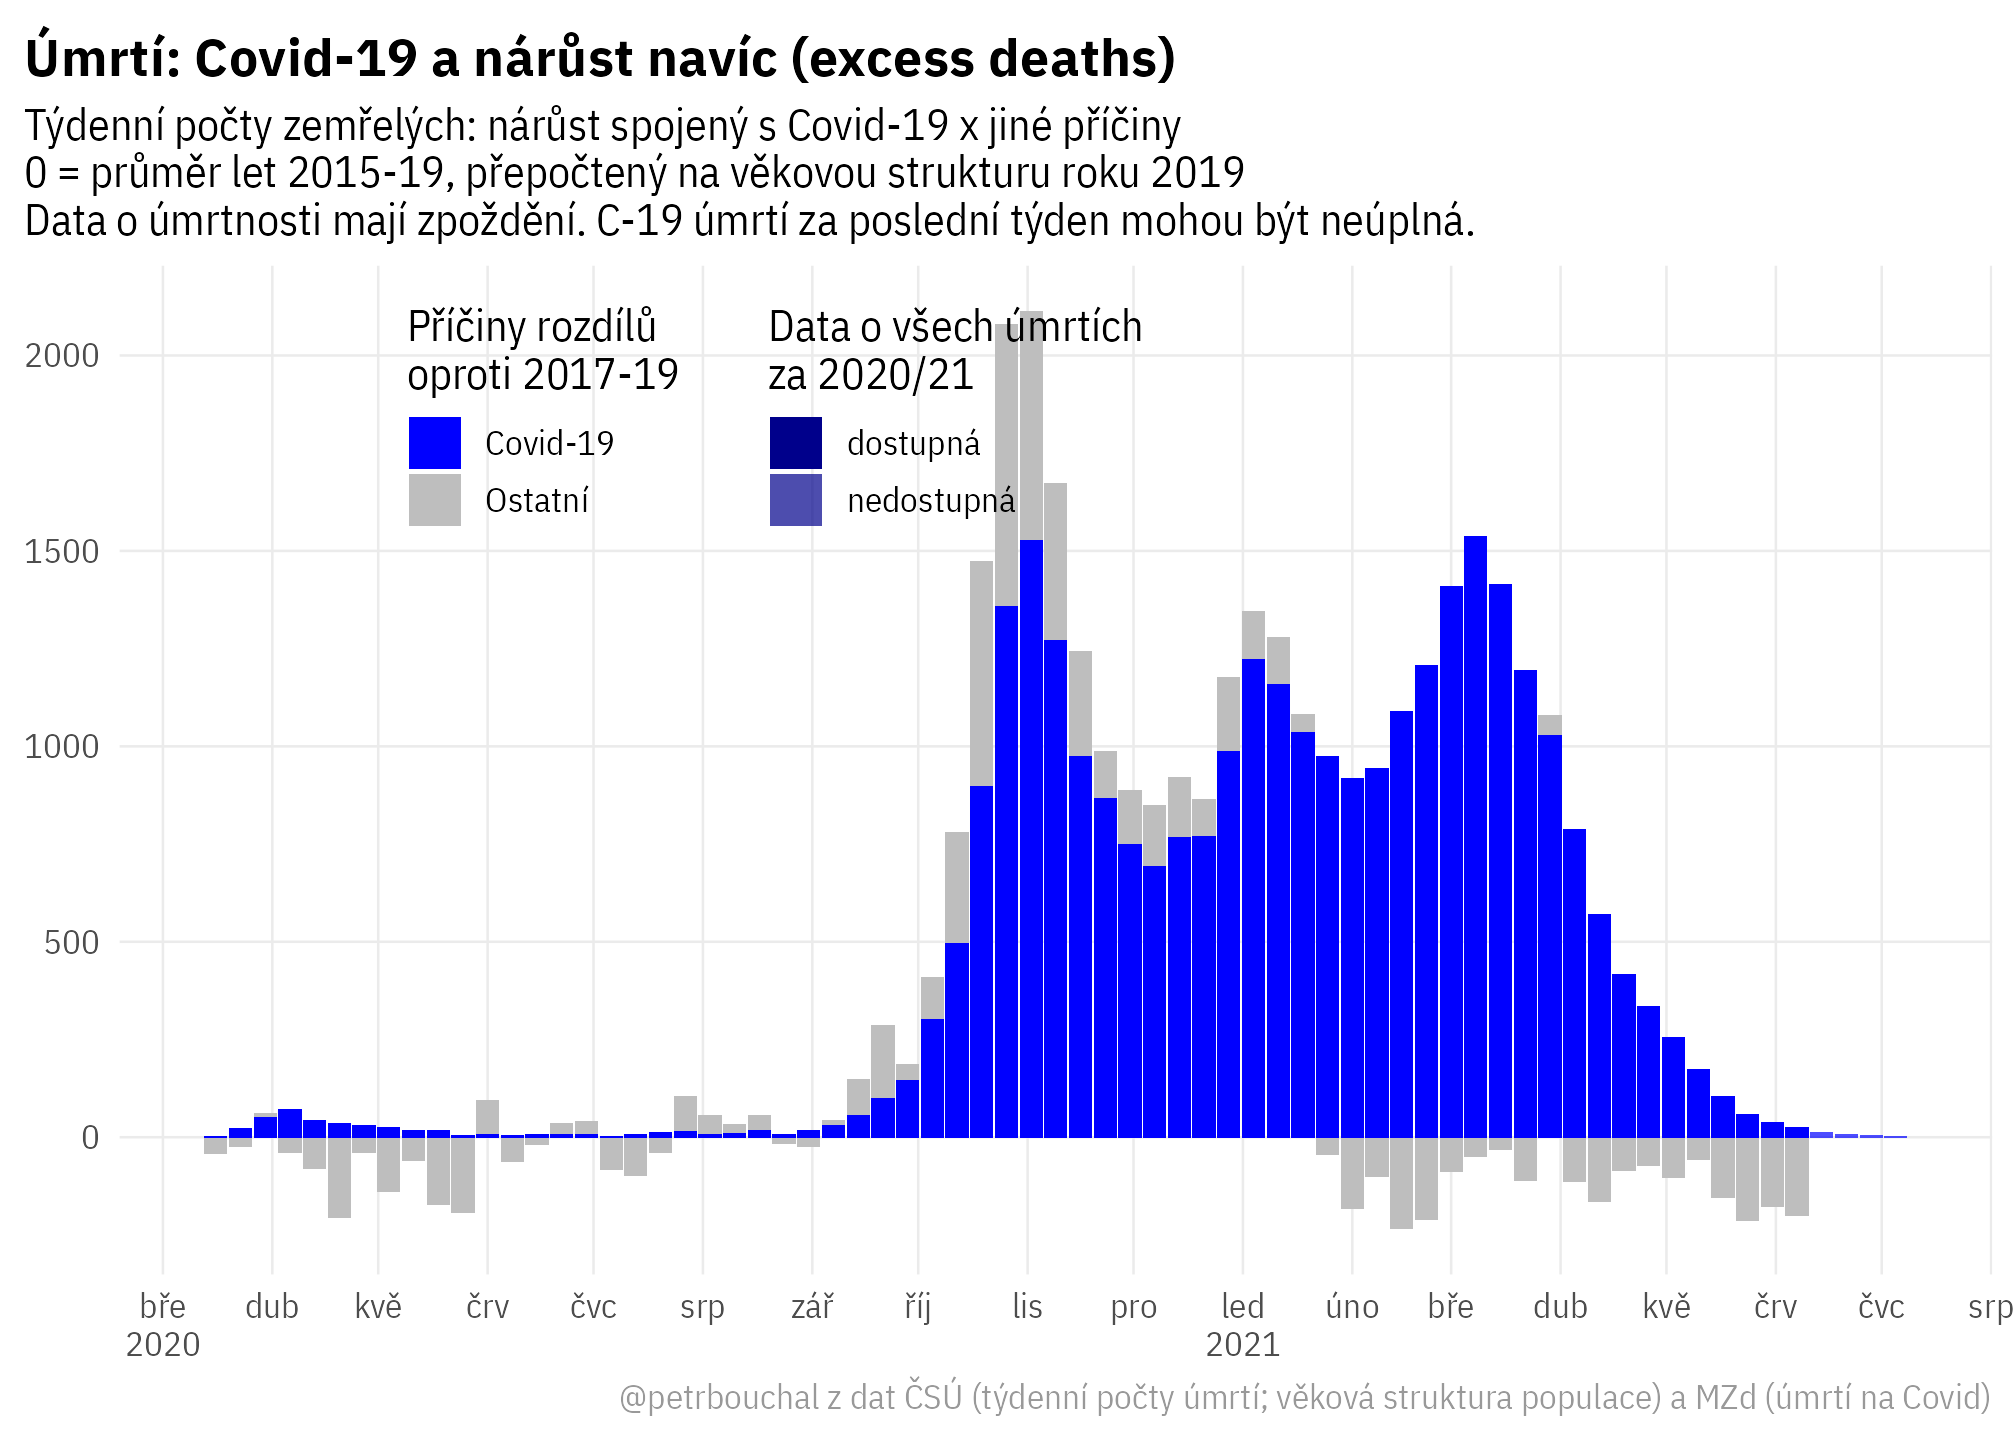 Úmrtí: Covid-19 a nárůst navíc (excess deaths)
Týdenní počty zemřelých: nárůst spojený s Covid-19 x jiné příčiny
0 = průměr let 2015-19, přepočtený na věkovou strukturu roku 2019
Data o úmrtnosti mají zpoždění. C-19 úmrtí za poslední týden mohou být neúplná.
Příčiny rozdílů
oproti 2017-19
Covid-19
Ostatní
Data o všech úmrtích
za 2020/21
dostupná
nedostupná
2000
1500
1000
500
0
bře dub kvě črv čvc srp zář říj lis pro led úno bře dub kvě črv čvc srp
2020 2021
@petrbouchal z dat ČSÚ (týdenní počty úmrtí; věková struktura populace) a MZd (úmrtí na Covid)